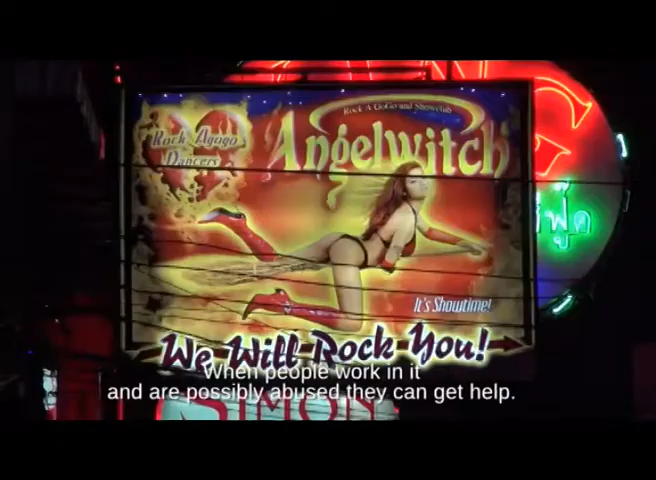 Rock A GoGo and Showclub
Rock Agogo
Dancers
Angelwitch
It's Showtime!
We Will Rock You!
When people work in it
and are possibly abused they can get help.
SIMON